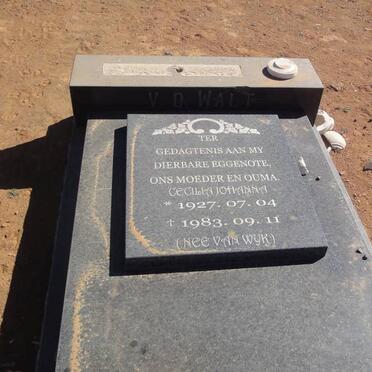 V D WALT
TER
GEDAGTENIS AAN MY
DIERBARE EGGENOTE,
ONS MOEDER EN OUMA.
CECILIA JOHANNA
* 1927. 07. 04
† 1983. 09. 11
(NEE VAN WYK)